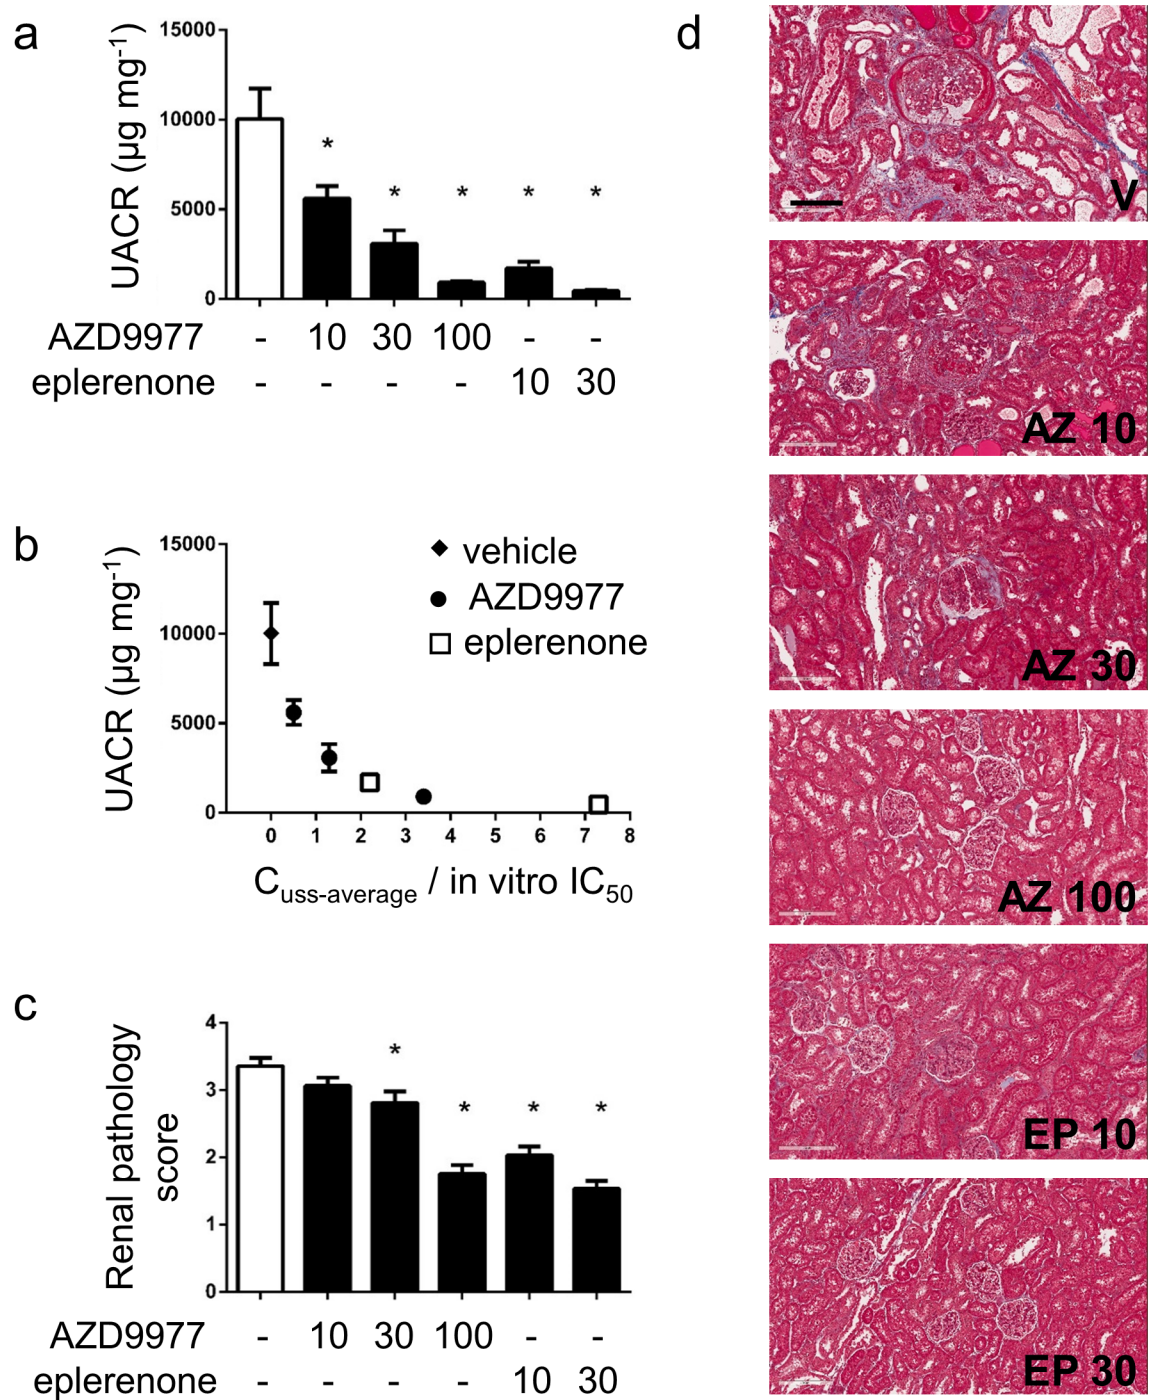 a
15000
10000
5000
0
UACR (µg mg-1)
* * * * *
AZD9977 - 10 30 100 - -
eplerenone - - - - 10 30
b
15000
10000
5000
0
UACR (µg mg-1)
vehicle
AZD9977
eplerenone
0 1 2 3 4 5 6 7 8
Cuss-average / in vitro IC50
c
4
3
2
1
0
Renal pathology
score
* * * *
AZD9977 - 10 30 100 - -
eplerenone - - - - 10 30
d
V
AZ 10
AZ 30
AZ 100
EP 10
EP 30